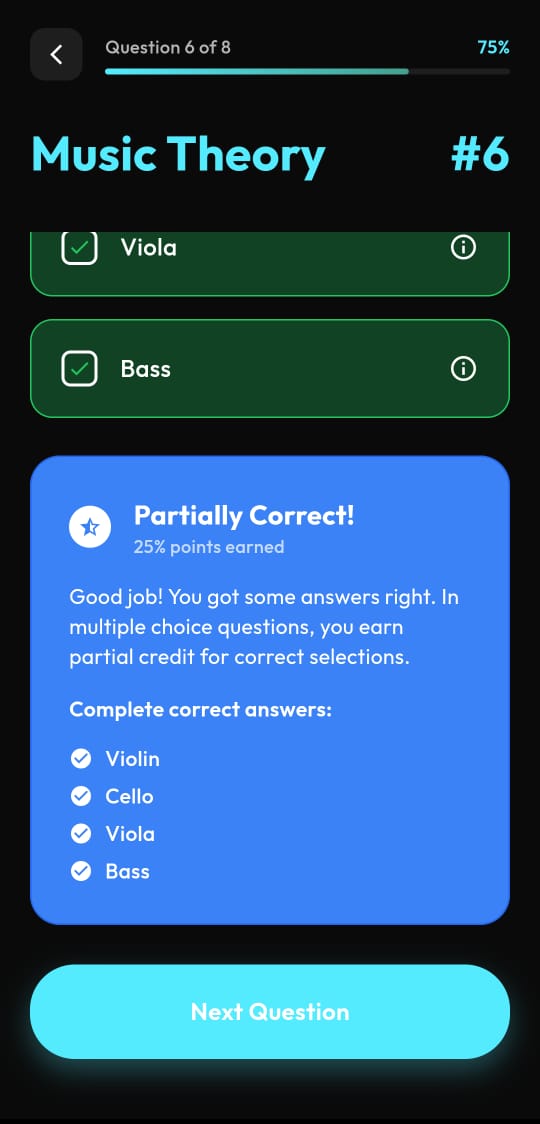 Question 6 of 8
75%
Music Theory
#6
Viola
Bass
Partially Correct!
25% points earned
Good job! You got some answers right. In
multiple choice questions, you earn
partial credit for correct selections.
Complete correct answers:
Violin
Cello
Viola
Bass
Next Question